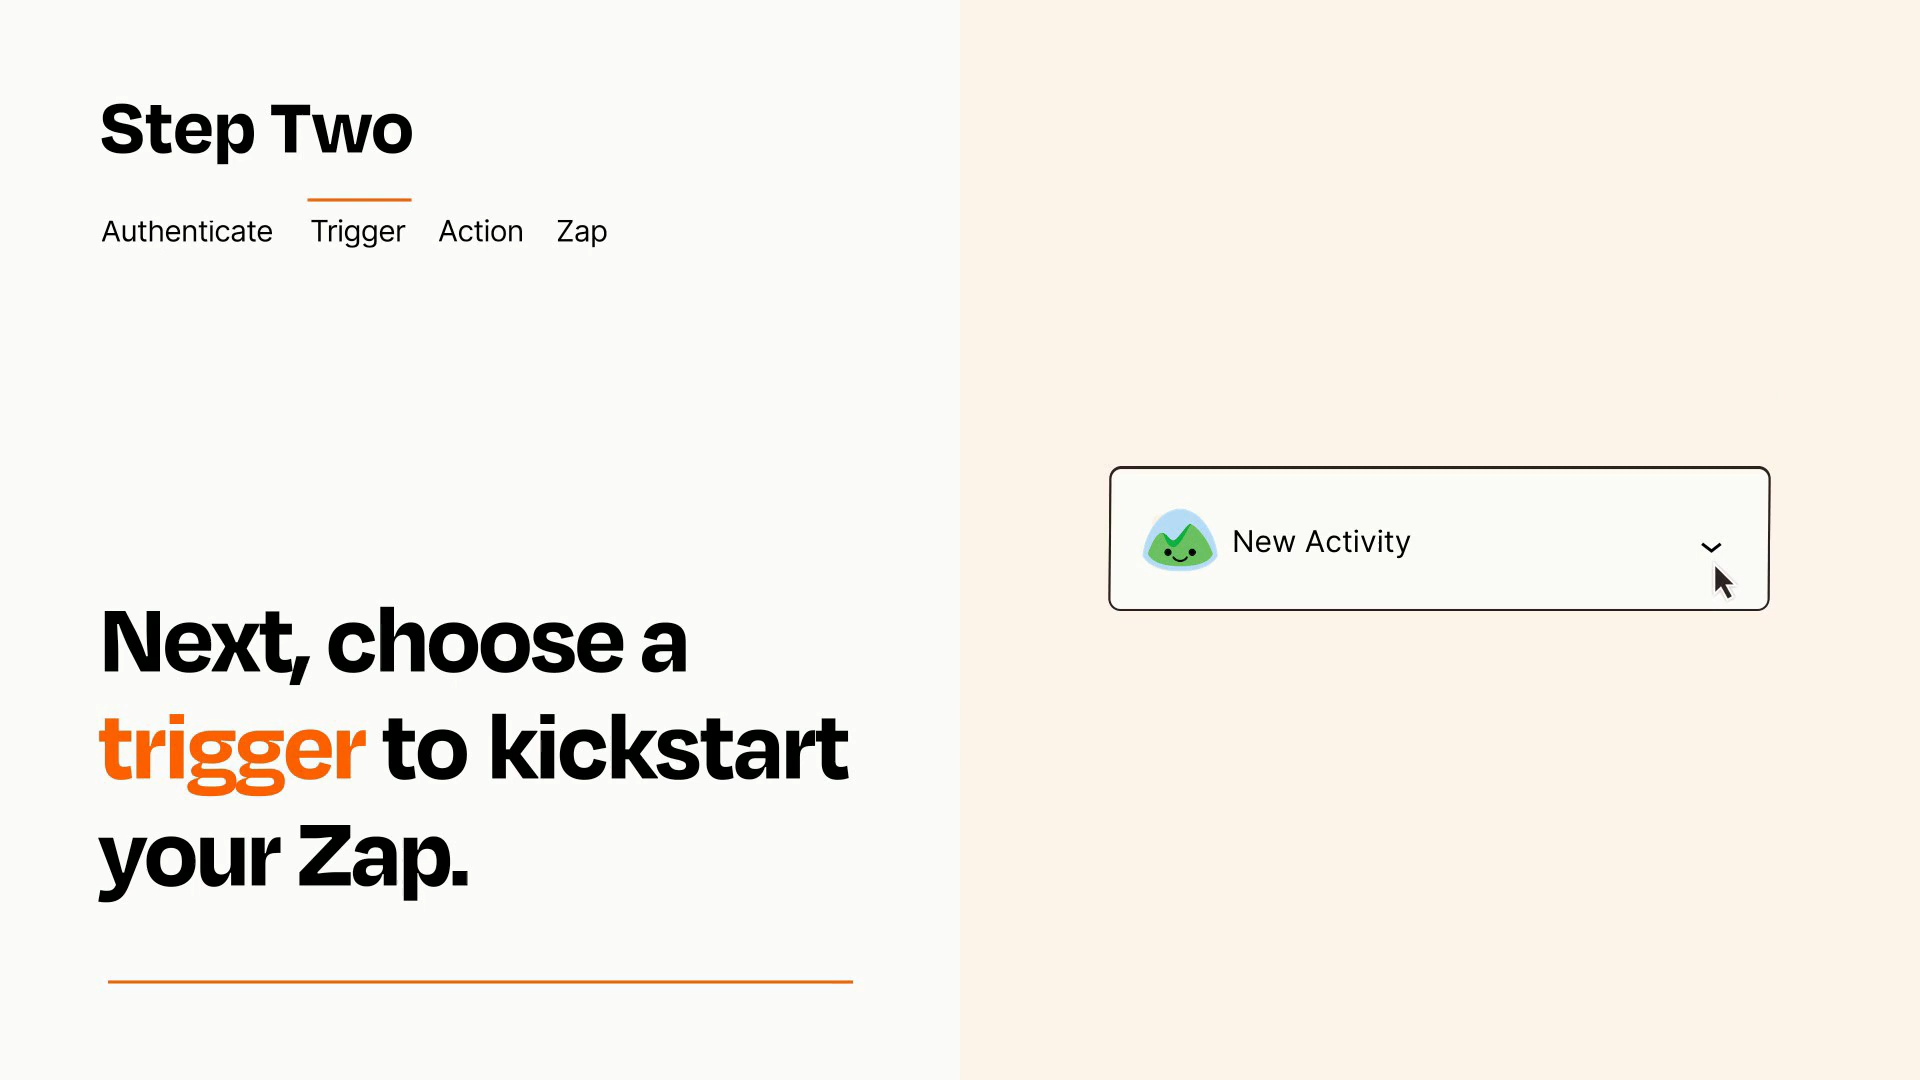 Step Two
Authenticate Trigger Action Zap
Next, choose a
trigger to kickstart
your Zap.
New Activity